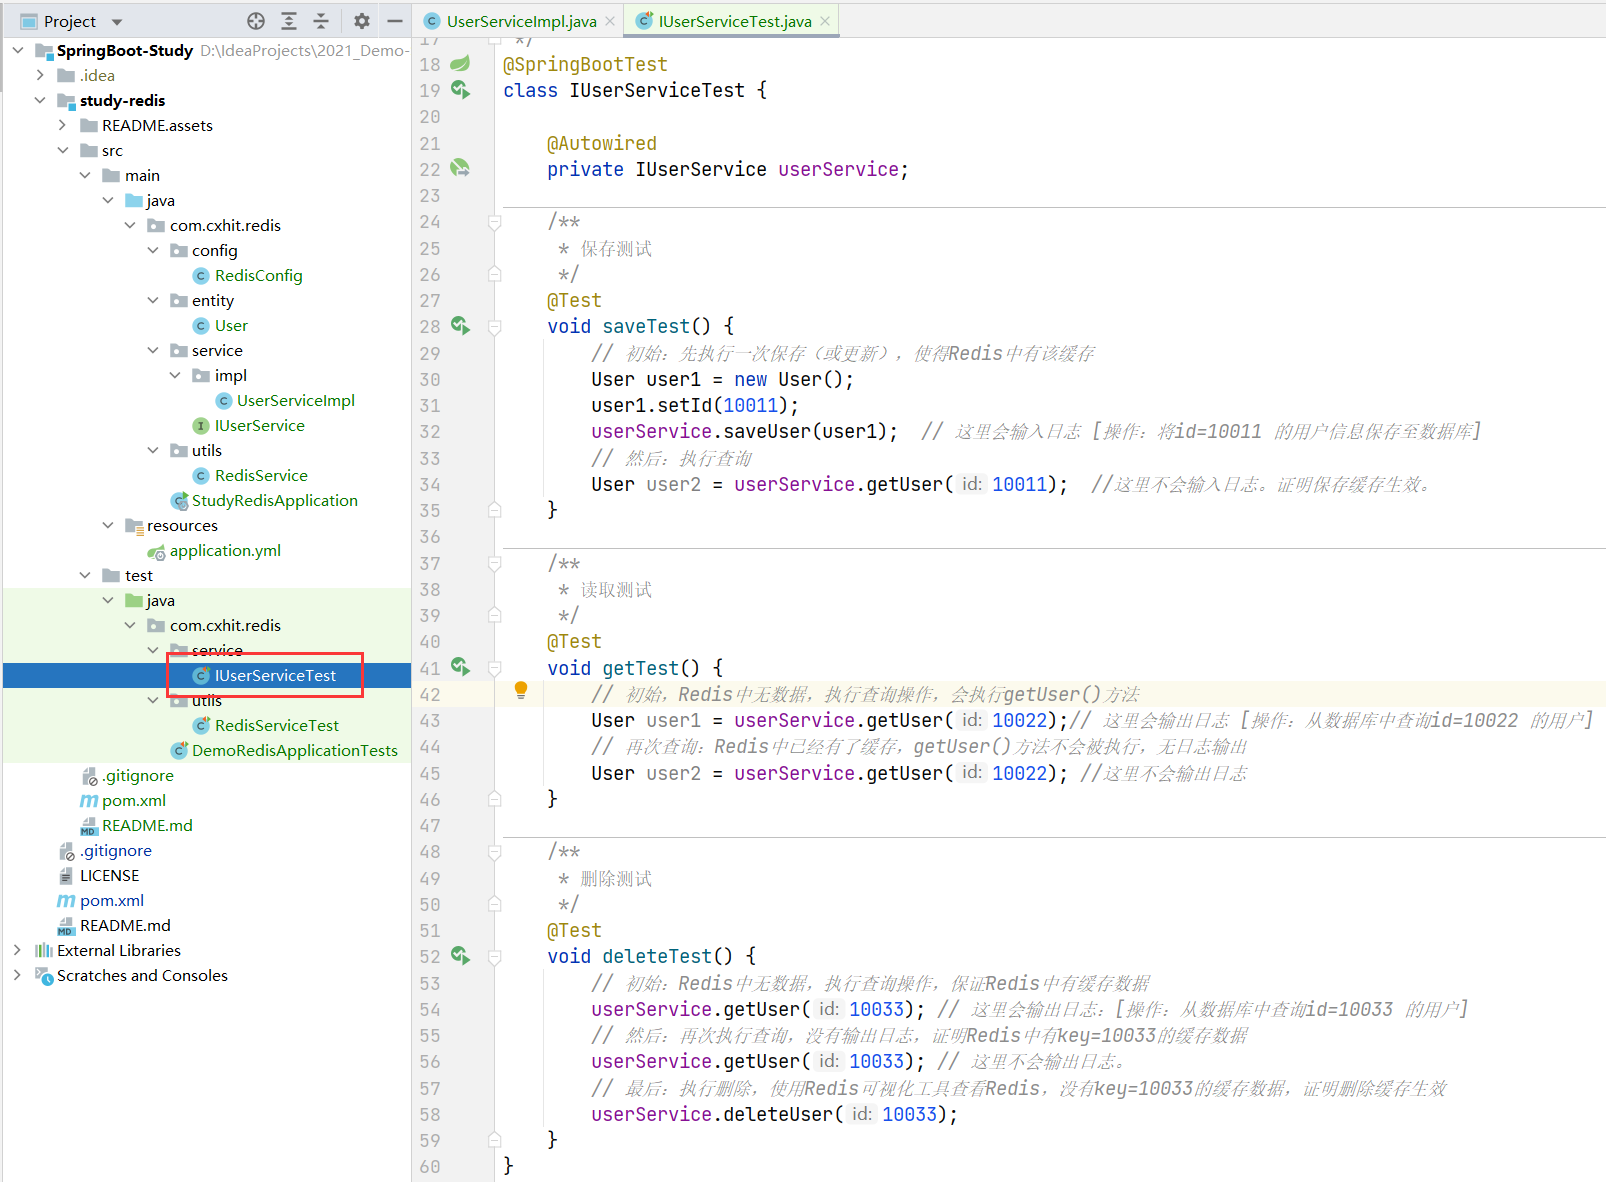 Project
UserServiceImpl.java
IUserServiceTest.java
SpringBoot-Study D:\IdeaProjects\2021_Demo-
.idea
study-redis
README.assets
src
main
java
com.cxhit.redis
config
RedisConfig
entity
User
service
impl
UserServiceImpl
IUserService
utils
RedisService
StudyRedisApplication
resources
application.yml
test
java
com.cxhit.redis
service
IUserServiceTest
utils
RedisServiceTest
DemoRedisApplicationTests
.gitignore
pom.xml
README.md
.gitignore
LICENSE
pom.xml
README.md
External Libraries
Scratches and Consoles
17 */
18 @SpringBootTest
19 class IUserServiceTest {
20
21 @Autowired
22 private IUserService userService;
23
24 /**
25 * 保存测试
26 */
27 @Test
28 void saveTest() {
29 // 初始：先执行一次保存（或更新），使得Redis中有该缓存
30 User user1 = new User();
31 user1.setId(10011);
32 userService.saveUser(user1); // 这里会输入日志 [操作：将id=10011 的用户信息保存至数据库]
33 // 然后：执行查询
34 User user2 = userService.getUser( id: 10011); //这里不会输入日志。证明保存缓存生效。
35 }
36
37 /**
38 * 读取测试
39 */
40 @Test
41 void getTest() {
42 // 初始，Redis中无数据，执行查询操作，会执行getUser()方法
43 User user1 = userService.getUser( id: 10022);// 这里会输出日志 [操作：从数据库中查询id=10022 的用户]
44 // 再次查询：Redis中已经有了缓存，getUser()方法不会被执行，无日志输出
45 User user2 = userService.getUser( id: 10022); //这里不会输出日志
46 }
47
48 /**
49 * 删除测试
50 */
51 @Test
52 void deleteTest() {
53 // 初始：Redis中无数据，执行查询操作，保证Redis中有缓存数据
54 userService.getUser( id: 10033); // 这里会输出日志：[操作：从数据库中查询id=10033 的用户]
55 // 然后：再次执行查询，没有输出日志，证明Redis中有key=10033的缓存数据
56 userService.getUser( id: 10033); // 这里不会输出日志。
57 // 最后：执行删除，使用Redis可视化工具查看Redis，没有key=10033的缓存数据，证明删除缓存生效
58 userService.deleteUser( id: 10033);
59 }
60 }